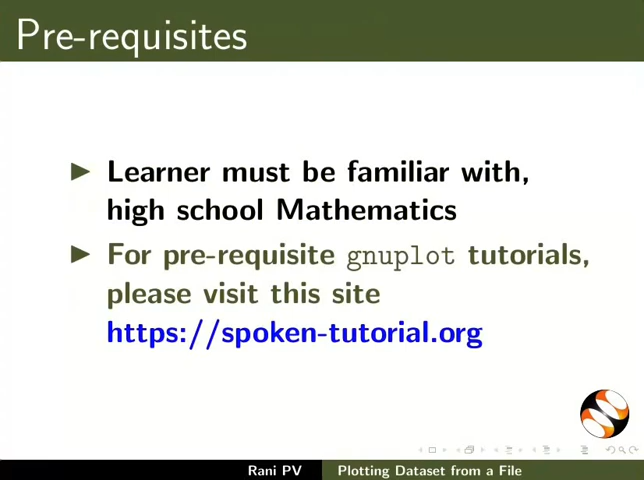 Pre-requisites
Learner must be familiar with,
high school Mathematics
For pre-requisite gnuplot tutorials,
please visit this site
https://spoken-tutorial.org
Rani PV Plotting Dataset from a File